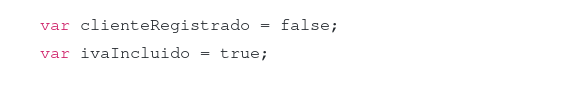 var clienteRegistrado = false;
var ivaIncluido = true;